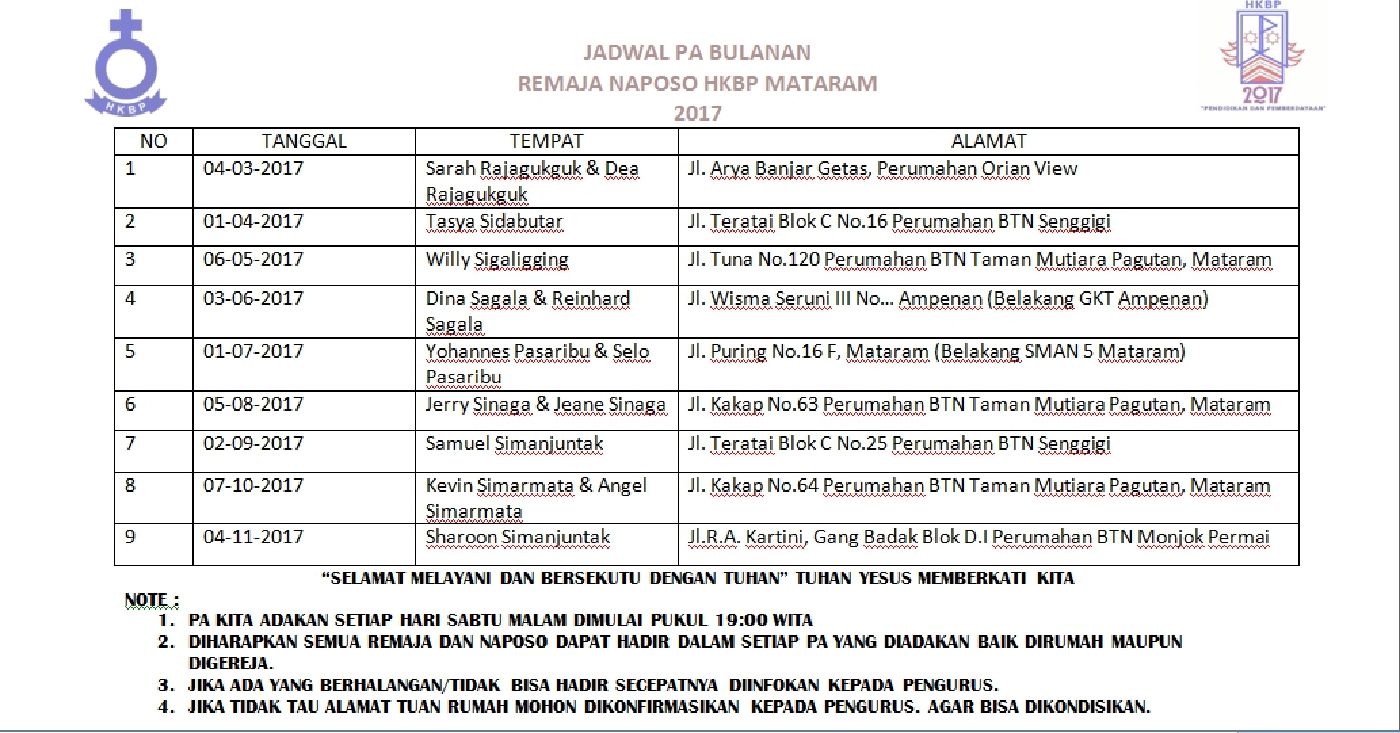 HKBP
HKBP
2017
"PENDIDIKAN DAN PEMBERDAYAAN"
JADWAL PA BULANAN
REMAJA NAPOSO HKBP MATARAM
2017
NO TANGGAL TEMPAT ALAMAT
1 04-03-2017 Sarah Rajagukguk & Dea Jl. Arya Banjar Getas, Perumahan Orian View
Rajagukguk
2 01-04-2017 Tasya Sidabutar Jl. Teratai Blok C No.16 Perumahan BTN Senggigi
3 06-05-2017 Willy Sigaligging Jl. Tuna No.120 Perumahan BTN Taman Mutiara Pagutan, Mataram
4 03-06-2017 Dina Sagala & Reinhard Jl. Wisma Seruni III No... Ampenan (Belakang GKT Ampenan)
Sagala
5 01-07-2017 Yohannes Pasaribu & Selo Jl. Puring No.16 F, Mataram (Belakang SMAN 5 Mataram)
Pasaribu
6 05-08-2017 Jerry Sinaga & Jeane Sinaga Jl. Kakap No.63 Perumahan BTN Taman Mutiara Pagutan, Mataram
7 02-09-2017 Samuel Simanjuntak Jl. Teratai Blok C No.25 Perumahan BTN Senggigi
8 07-10-2017 Kevin Simarmata & Angel Jl. Kakap No.64 Perumahan BTN Taman Mutiara Pagutan, Mataram
Simarmata
9 04-11-2017 Sharoon Simanjuntak Jl.R.A. Kartini, Gang Badak Blok D.I Perumahan BTN Monjok Permai
"SELAMAT MELAYANI DAN BERSEKUTU DENGAN TUHAN" TUHAN YESUS MEMBERKATI KITA
NOTE :
1. PA KITA ADAKAN SETIAP HARI SABTU MALAM DIMULAI PUKUL 19:00 WITA
2. DIHARAPKAN SEMUA REMAJA DAN NAPOSO DAPAT HADIR DALAM SETIAP PA YANG DIADAKAN BAIK DIRUMAH MAUPUN
DIGEREJA.
3. JIKA ADA YANG BERHALANGAN/TIDAK BISA HADIR SECEPATNYA DIINFOKAN KEPADA PENGURUS.
4. JIKA TIDAK TAU ALAMAT TUAN RUMAH MOHON DIKONFIRMASIKAN KEPADA PENGURUS. AGAR BISA DIKONDISIKAN.